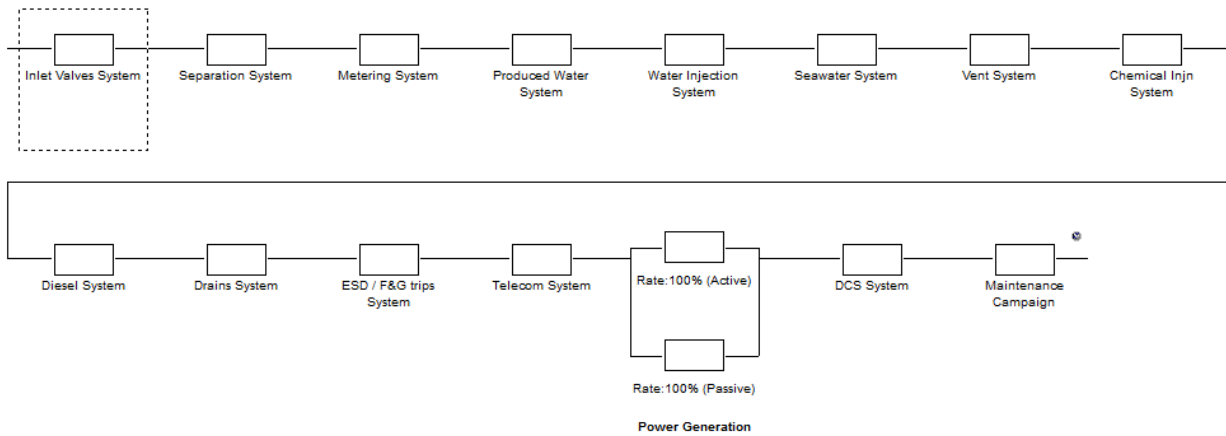 Inlet Valves System
Separation System
Metering System
Produced Water
System
Water Injection
System
Seawater System
Vent System
Chemical Injn
System
Diesel System
Drains System
ESD / F&G trips
System
Telecom System
Rate:100% (Active)
Rate:100% (Passive)
Power Generation
DCS System
Maintenance
Campaign